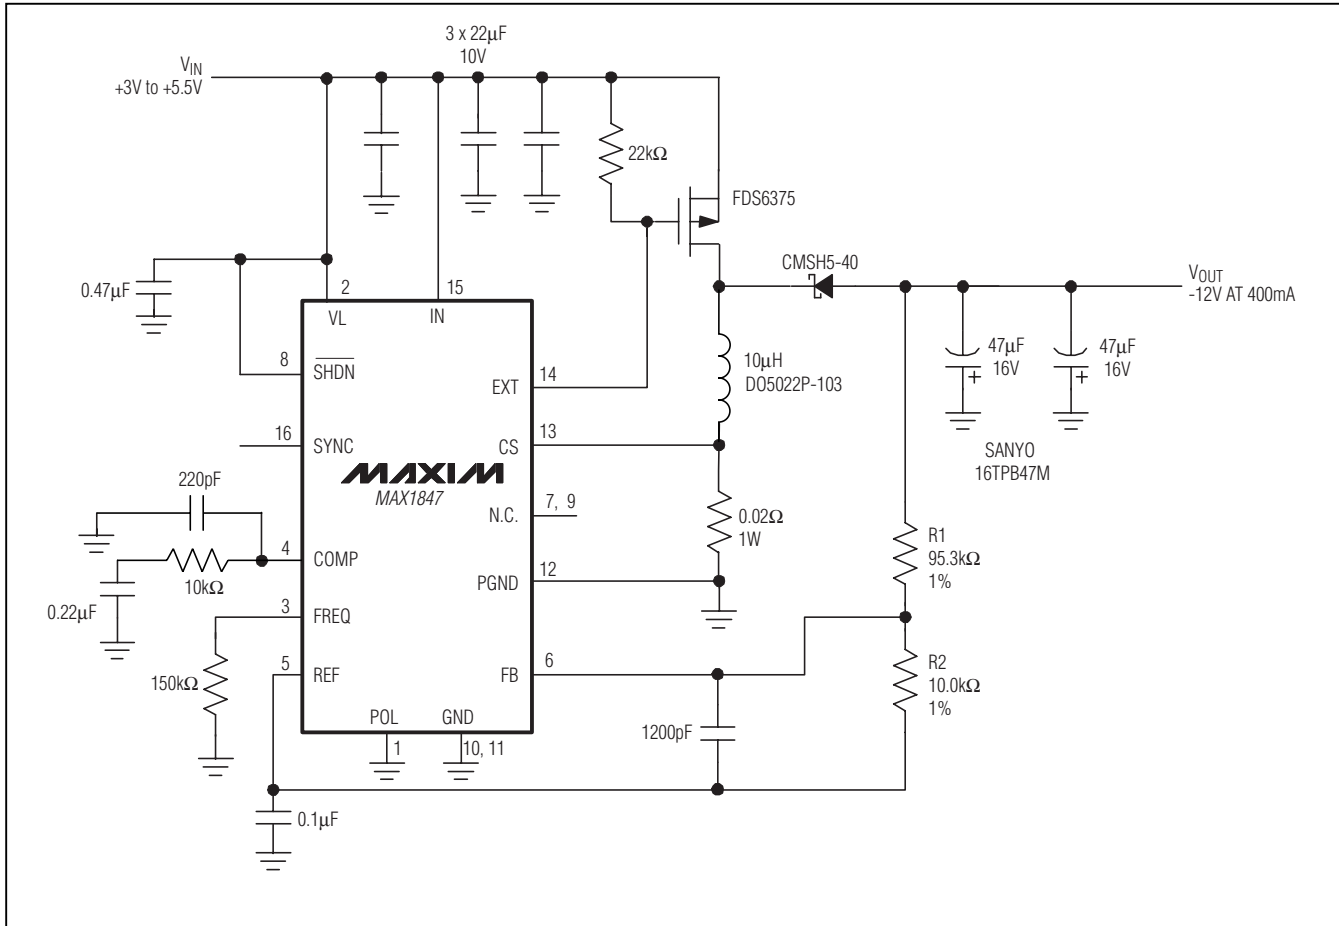 3 x 22µF
10V
VIN
+3V to +5.5V
22kΩ
FDS6375
CMSH5-40
VOUT
-12V AT 400mA
0.47µF
2
15
VL
IN
8
SHDN
EXT
14
10µH
DO5022P-103
47µF
16V
47µF
16V
16
SYNC
CS
13
SANYO
16TPB47M
MAXIM
MAX1847
220pF
N.C.
7, 9
0.02Ω
1W
R1
95.3kΩ
1%
4
COMP
10kΩ
PGND
12
0.22µF
3
FREQ
150kΩ
5
REF
FB
6
R2
10.0kΩ
1%
POL
GND
1
10, 11
1200pF
0.1µF